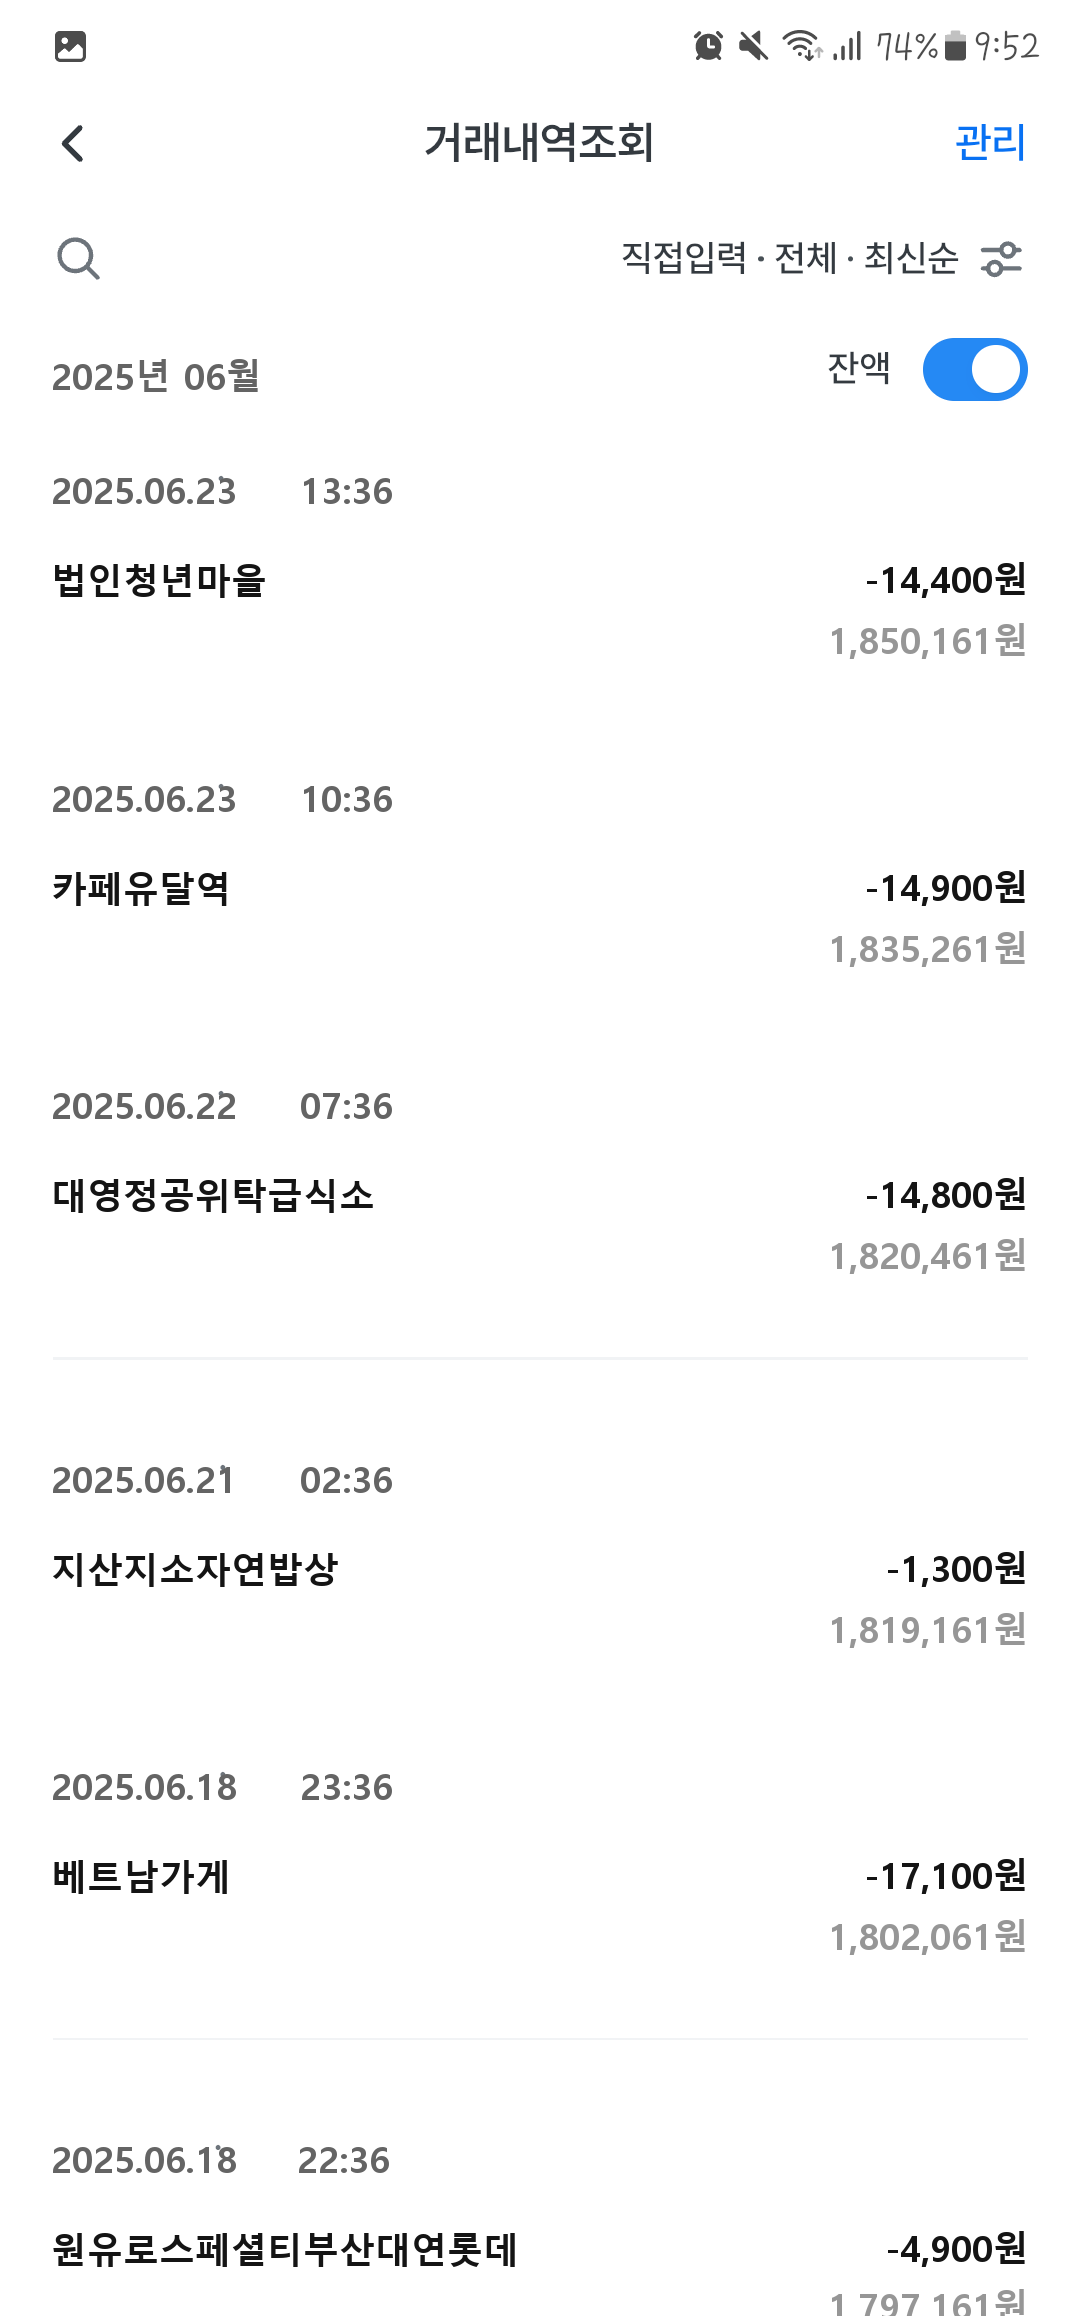 74% 9:52
거래내역조회 관리
직접입력 · 전체 · 최신순
2025년 06월 잔액
2025.06.23 13:36
법인청년마을 -14,400원
1,850,161원
2025.06.23 10:36
카페유달역 -14,900원
1,835,261원
2025.06.22 07:36
대영정공위탁급식소 -14,800원
1,820,461원
2025.06.21 02:36
지산지소자연밥상 -1,300원
1,819,161원
2025.06.18 23:36
베트남가게 -17,100원
1,802,061원
2025.06.18 22:36
원유로스페셜티부산대연롯데 -4,900원
1,797,161원